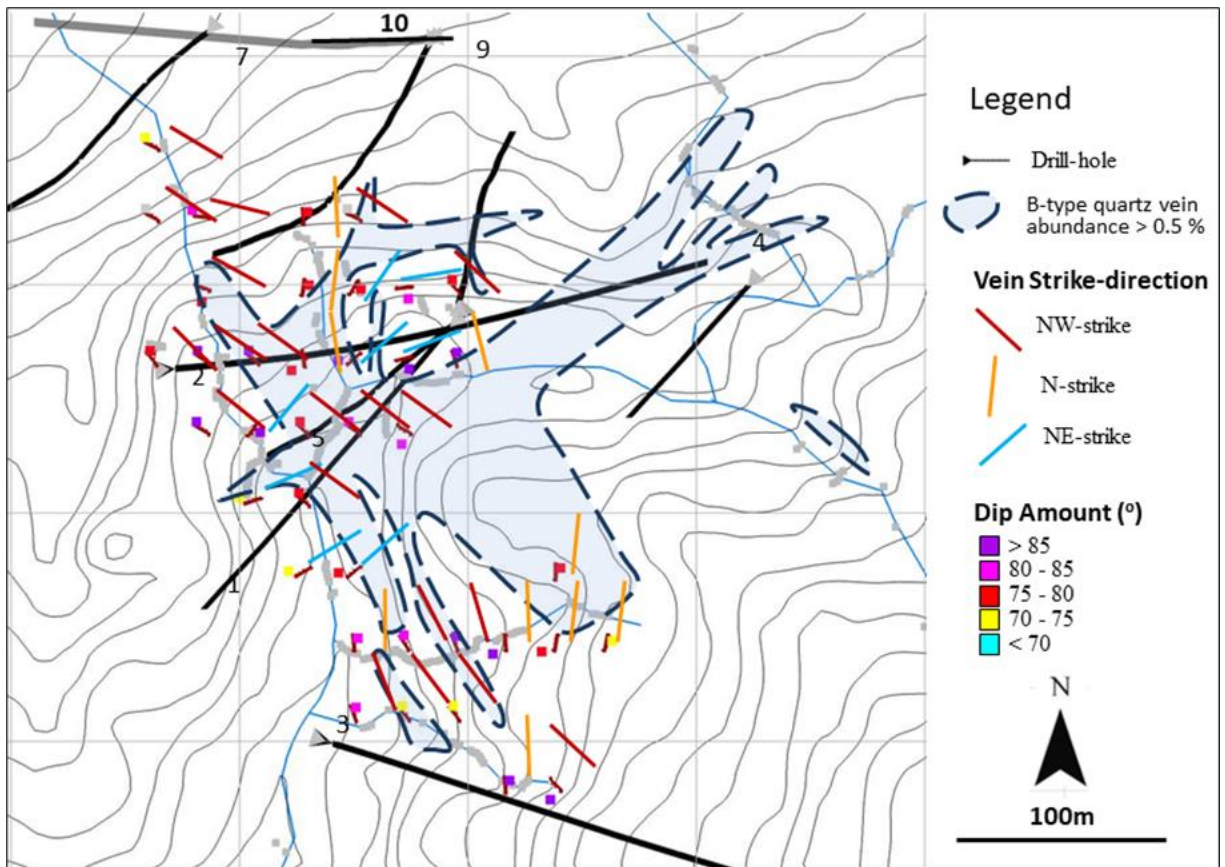 10
7
9
4
2
5
1
3
Legend
Drill-hole
B-type quartz vein
abundance > 0.5 %
Vein Strike-direction
NW-strike
N-strike
NE-strike
Dip Amount (º)
> 85
80 - 85
75 - 80
70 - 75
< 70
N
100m